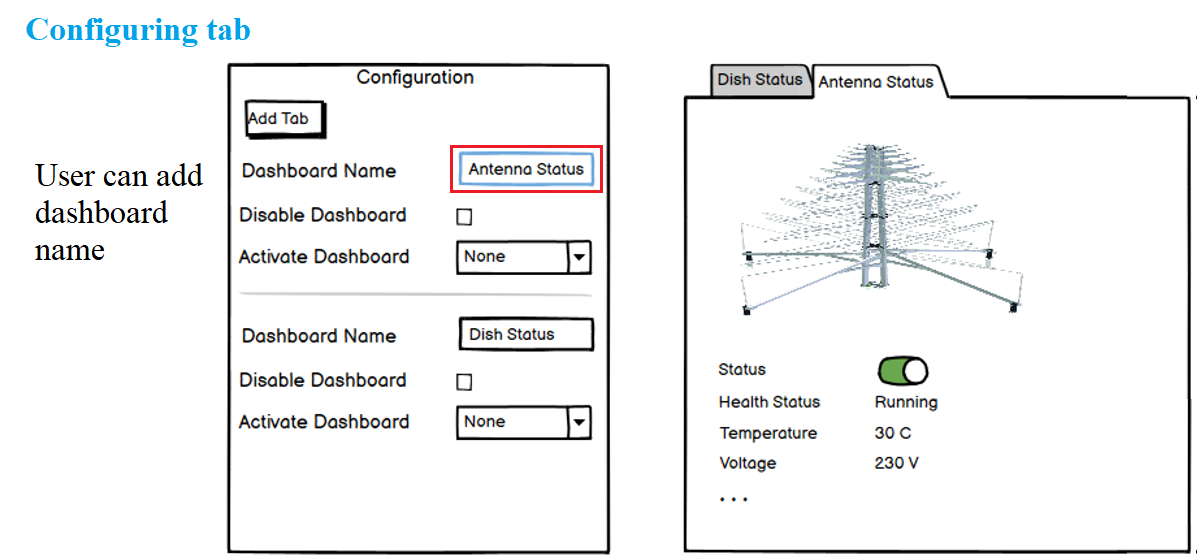 Configuring tab
User can add
dashboard
name
Configuration
Add Tab
Dashboard Name Antenna Status
Disable Dashboard
Activate Dashboard None
Dashboard Name Dish Status
Disable Dashboard
Activate Dashboard None
Dish Status Antenna Status
Status
Health Status Running
Temperature 30 C
Voltage 230 V
...